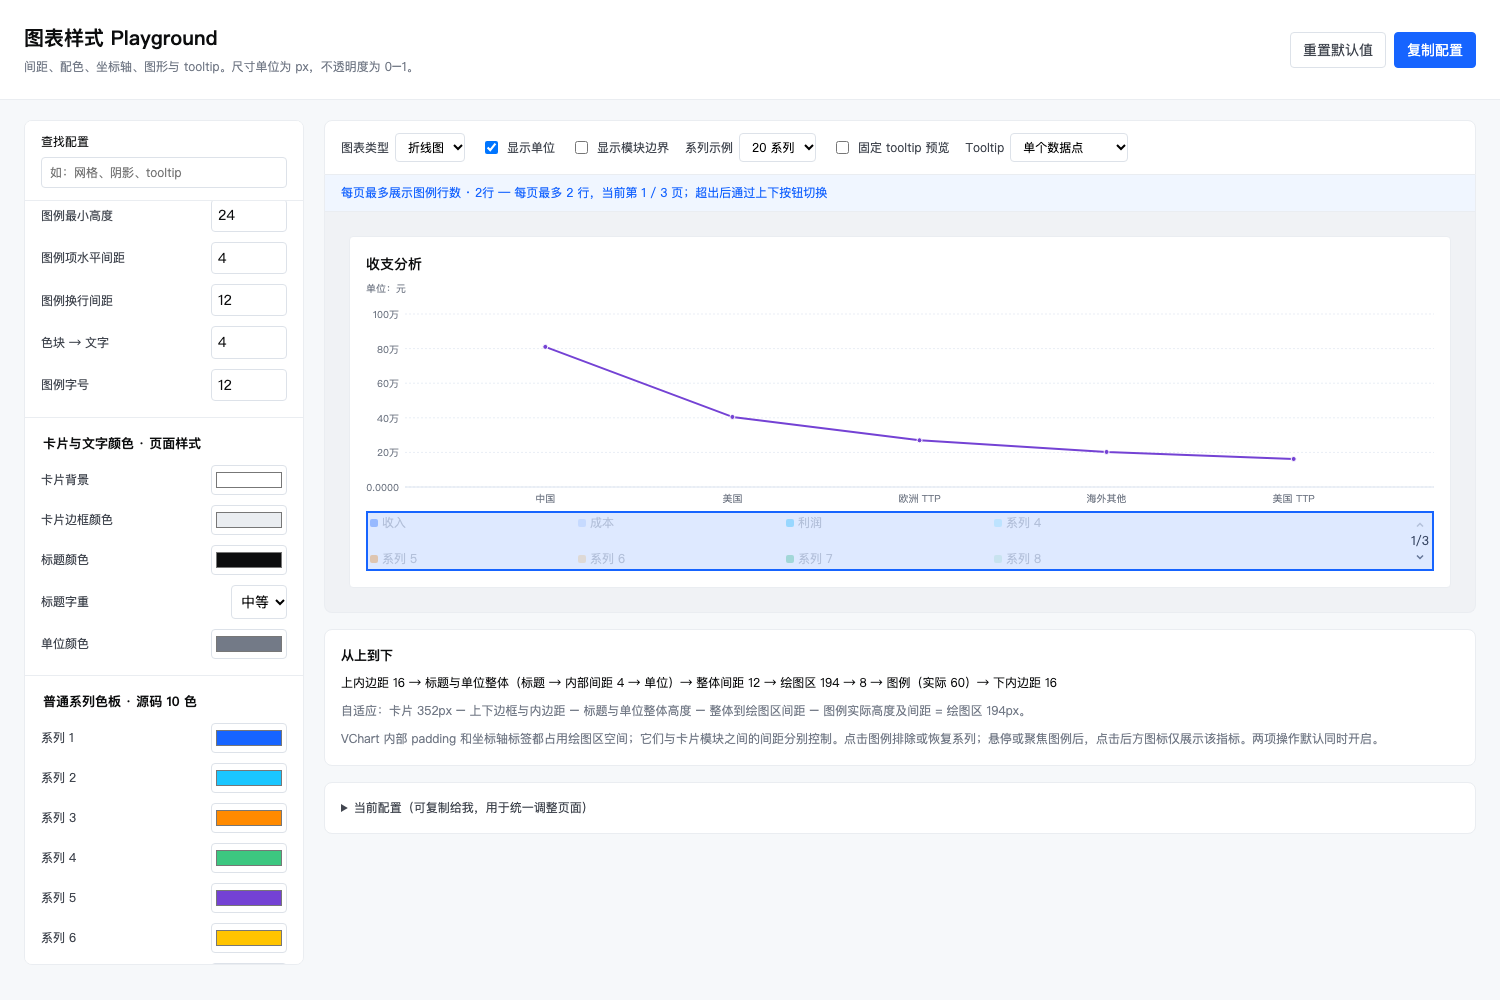 图表样式 Playground
间距、配色、坐标轴、图形与 tooltip。尺寸单位为 px，不透明度为 0—1。
重置默认值
复制配置
查找配置
如：网格、阴影、tooltip
图例最小高度
24
图例项水平间距
4
图例换行间距
12
色块 → 文字
4
图例字号
12
卡片与文字颜色 · 页面样式
卡片背景
卡片边框颜色
标题颜色
标题字重
中等
单位颜色
普通系列色板 · 源码 10 色
系列 1
系列 2
系列 3
系列 4
系列 5
系列 6
图表类型 折线图 显示单位 显示模块边界 系列示例 20 系列 固定 tooltip 预览 Tooltip 单个数据点
每页最多展示图例行数 · 2行 — 每页最多 2 行，当前第 1 / 3 页；超出后通过上下按钮切换
收支分析
单位：元
100万
80万
60万
40万
20万
0.0000
中国 美国 欧洲 TTP 海外其他 美国 TTP
收入 成本 利润 系列 4
1/3
系列 5 系列 6 系列 7 系列 8
从上到下
上内边距 16 → 标题与单位整体（标题 → 内部间距 4 → 单位）→ 整体间距 12 → 绘图区 194 → 8 → 图例（实际 60）→ 下内边距 16
自适应：卡片 352px − 上下边框与内边距 − 标题与单位整体高度 − 整体到绘图区间距 − 图例实际高度及间距 = 绘图区 194px。
VChart 内部 padding 和坐标轴标签都占用绘图区空间；它们与卡片模块之间的间距分别控制。点击图例排除或恢复系列；悬停或聚焦图例后，点击后方图标仅展示该指标。两项操作默认同时开启。
▶ 当前配置（可复制给我，用于统一调整页面）